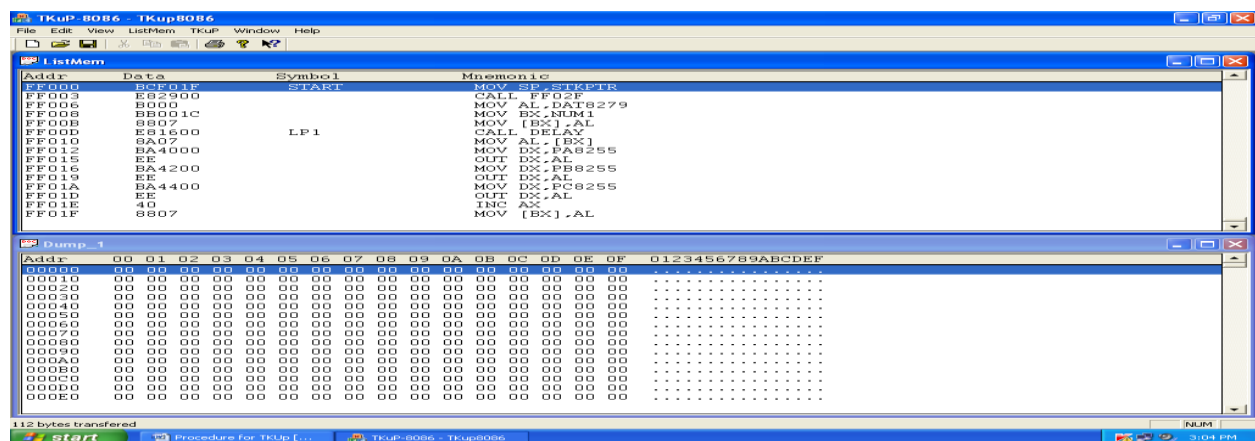 TKuP-8086 - TKup8086
File Edit View ListMem TKuP Window Help
ListMem
Addr Data Symbol Mnemonic
FF000 BCF01F START MOV SP,STKPTR
FF003 E82900 CALL FF02F
FF006 B000 MOV AL,DAT8279
FF008 BB001C MOV BX,NUM1
FF00B 8807 MOV [BX],AL
FF00D E81600 LP1 CALL DELAY
FF010 8A07 MOV AL,[BX]
FF012 BA4000 MOV DX,PA8255
FF015 EE OUT DX,AL
FF016 BA4200 MOV DX,PB8255
FF019 EE OUT DX,AL
FF01A BA4400 MOV DX,PC8255
FF01D EE OUT DX,AL
FF01E 40 INC AX
FF01F 8807 MOV [BX],AL
Dump_1
Addr 00 01 02 03 04 05 06 07 08 09 0A 0B 0C 0D 0E 0F 0123456789ABCDEF
00000 00 00 00 00 00 00 00 00 00 00 00 00 00 00 00 00 ................
00010 00 00 00 00 00 00 00 00 00 00 00 00 00 00 00 00 ................
00020 00 00 00 00 00 00 00 00 00 00 00 00 00 00 00 00 ................
00030 00 00 00 00 00 00 00 00 00 00 00 00 00 00 00 00 ................
00040 00 00 00 00 00 00 00 00 00 00 00 00 00 00 00 00 ................
00050 00 00 00 00 00 00 00 00 00 00 00 00 00 00 00 00 ................
00060 00 00 00 00 00 00 00 00 00 00 00 00 00 00 00 00 ................
00070 00 00 00 00 00 00 00 00 00 00 00 00 00 00 00 00 ................
00080 00 00 00 00 00 00 00 00 00 00 00 00 00 00 00 00 ................
00090 00 00 00 00 00 00 00 00 00 00 00 00 00 00 00 00 ................
000A0 00 00 00 00 00 00 00 00 00 00 00 00 00 00 00 00 ................
000B0 00 00 00 00 00 00 00 00 00 00 00 00 00 00 00 00 ................
000C0 00 00 00 00 00 00 00 00 00 00 00 00 00 00 00 00 ................
000D0 00 00 00 00 00 00 00 00 00 00 00 00 00 00 00 00 ................
000E0 00 00 00 00 00 00 00 00 00 00 00 00 00 00 00 00 ................
112 bytes transfered NUM
start Procedure for TKUp [... TKuP-8086 - TKup8086 3:04 PM